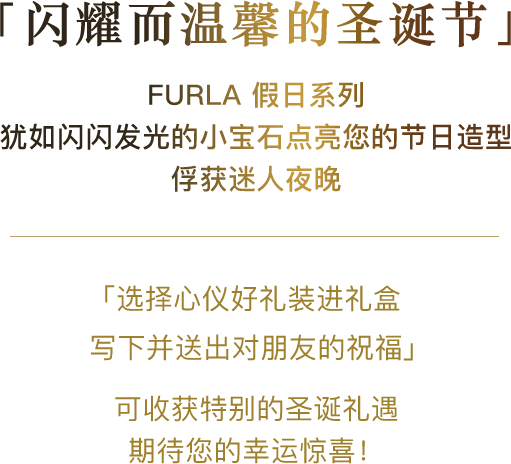 「闪耀而温馨的圣诞节」
FURLA 假日系列
犹如闪闪发光的小宝石点亮您的节日造型
俘获迷人夜晚
「选择心仪好礼装进礼盒
写下并送出对朋友的祝福」
可收获特别的圣诞礼遇
期待您的幸运惊喜！